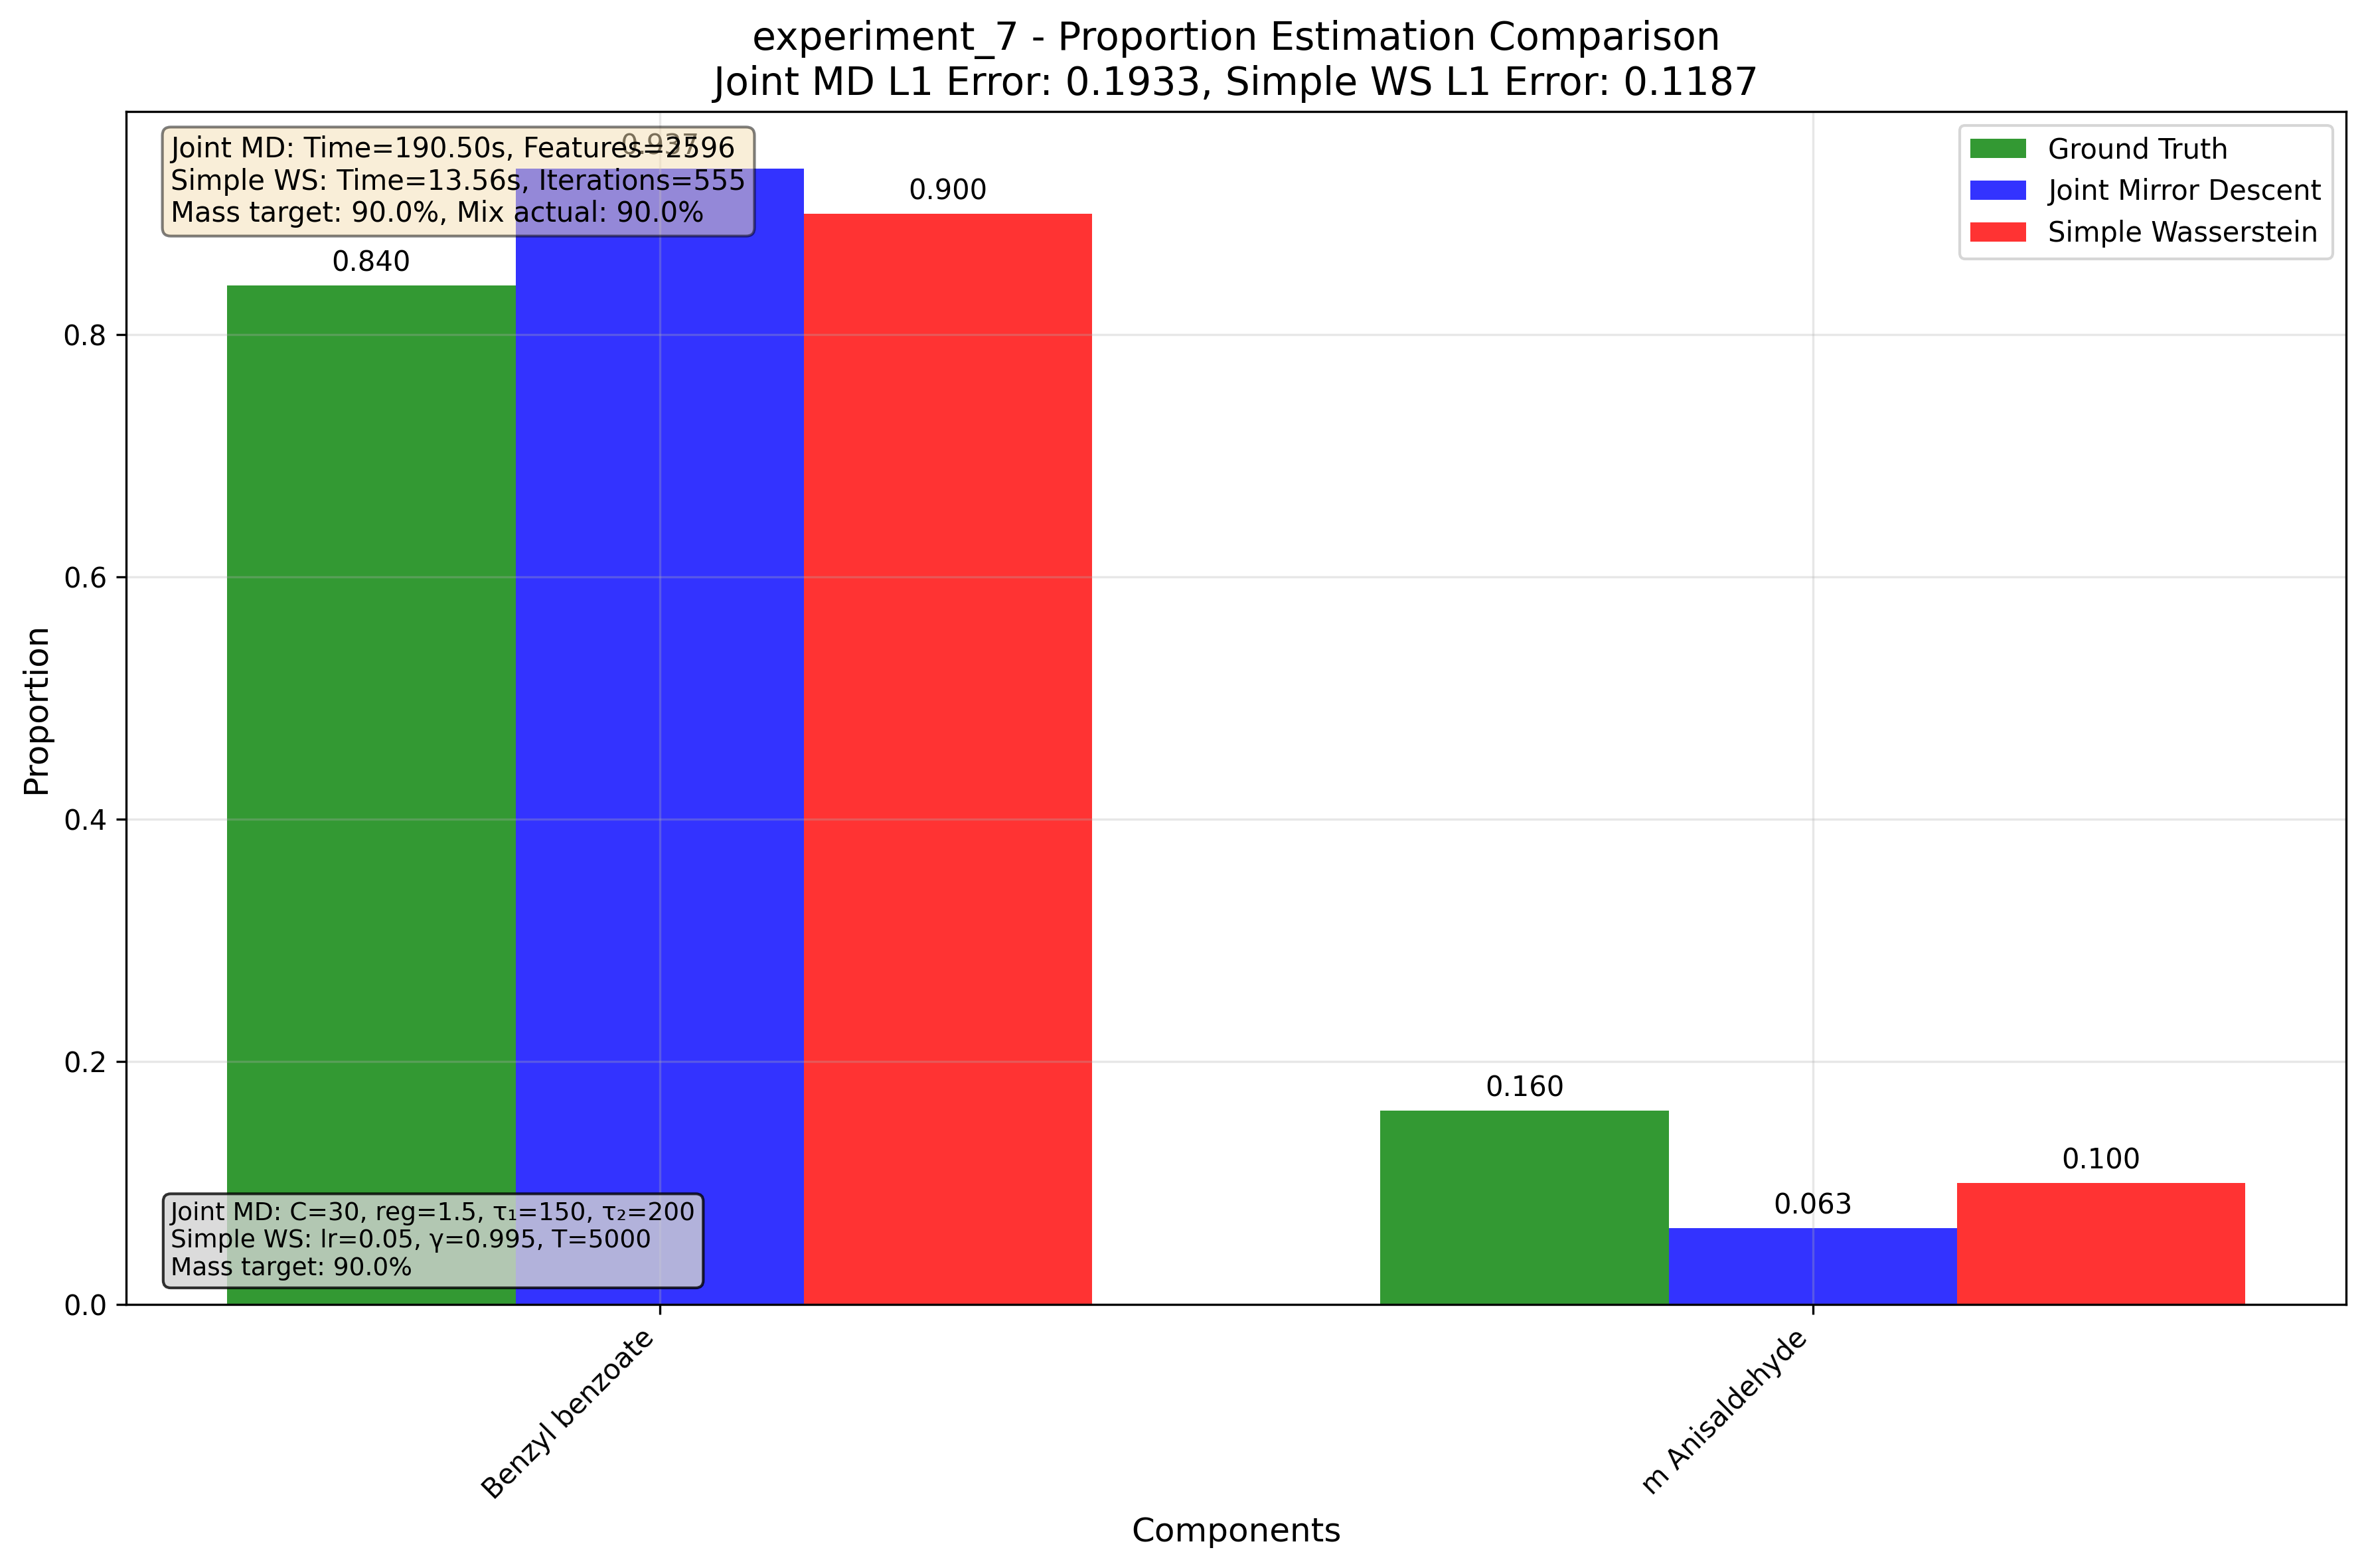 experiment_7 - Proportion Estimation Comparison
Joint MD L1 Error: 0.1933, Simple WS L1 Error: 0.1187
Joint MD: Time=190.50s, Features=2596
Simple WS: Time=13.56s, Iterations=555
Mass target: 90.0%, Mix actual: 90.0%
0.937
0.900
0.840
Ground Truth
Joint Mirror Descent
Simple Wasserstein
0.8
0.6
0.4
0.2
0.0
Proportion
0.160
0.063
0.100
Joint MD: C=30, reg=1.5, τ₁=150, τ₂=200
Simple WS: lr=0.05, γ=0.995, T=5000
Mass target: 90.0%
Benzyl benzoate
m Anisaldehyde
Components